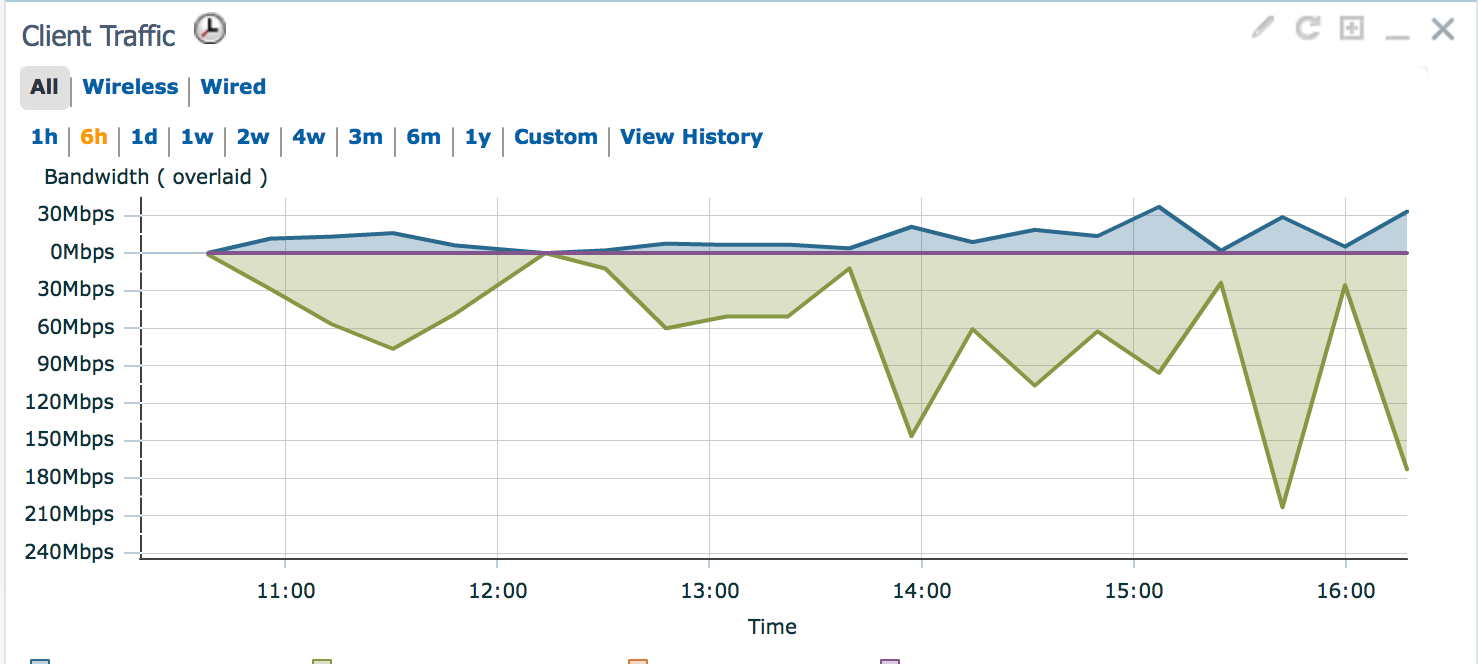 Client Traffic
All Wireless Wired
1h 6h 1d 1w 2w 4w 3m 6m 1y Custom View History
Bandwidth ( overlaid )
30Mbps
0Mbps
30Mbps
60Mbps
90Mbps
120Mbps
150Mbps
180Mbps
210Mbps
240Mbps
11:00 12:00 13:00 14:00 15:00 16:00
Time